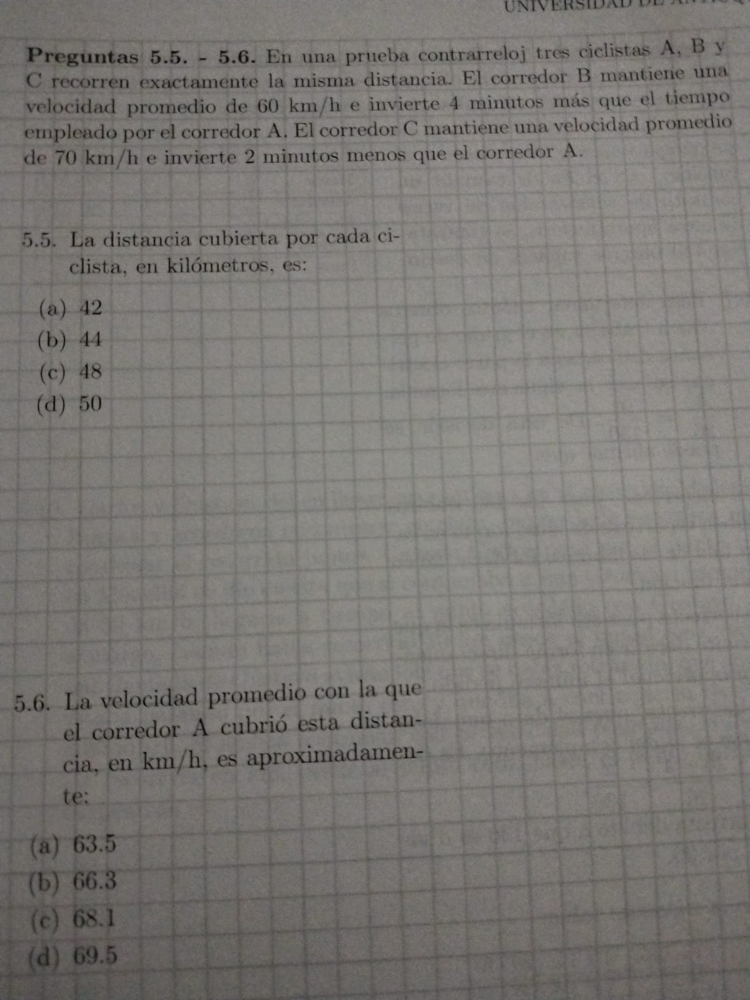 UNIVERSIDAD DE
Preguntas 5.5. - 5.6. En una prueba contrarreloj tres ciclistas A, B y
C recorren exactamente la misma distancia. El corredor B mantiene una
velocidad promedio de 60 km/h e invierte 4 minutos más que el tiempo
empleado por el corredor A. El corredor C mantiene una velocidad promedio
de 70 km/h e invierte 2 minutos menos que el corredor A.
5.5. La distancia cubierta por cada ci-
clista, en kilómetros, es:
(a) 42
(b) 44
(c) 48
(d) 50
5.6. La velocidad promedio con la que
el corredor A cubrió esta distan-
cia, en km/h, es aproximadamen-
te:
(a) 63.5
(b) 66.3
(c) 68.1
(d) 69.5